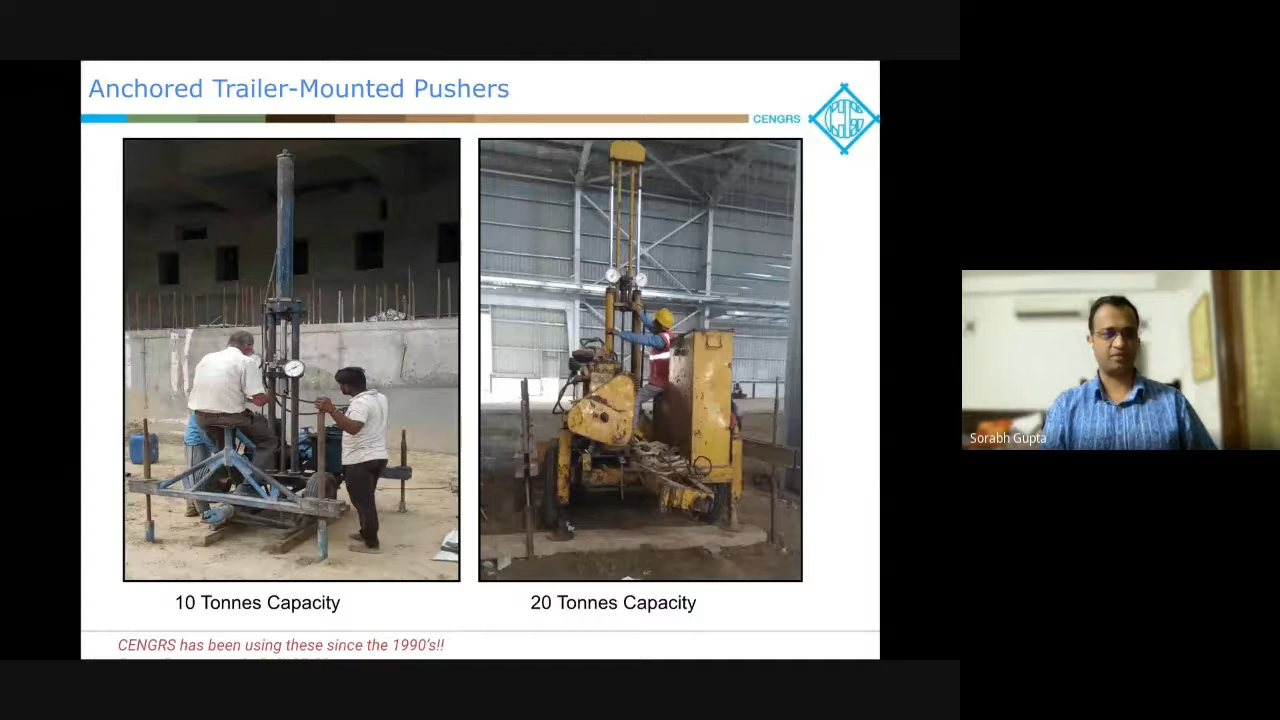 Anchored Trailer-Mounted Pushers
CENGRS
10 Tonnes Capacity
20 Tonnes Capacity
CENGRS has been using these since the 1990's!!
Sorabh Gupta